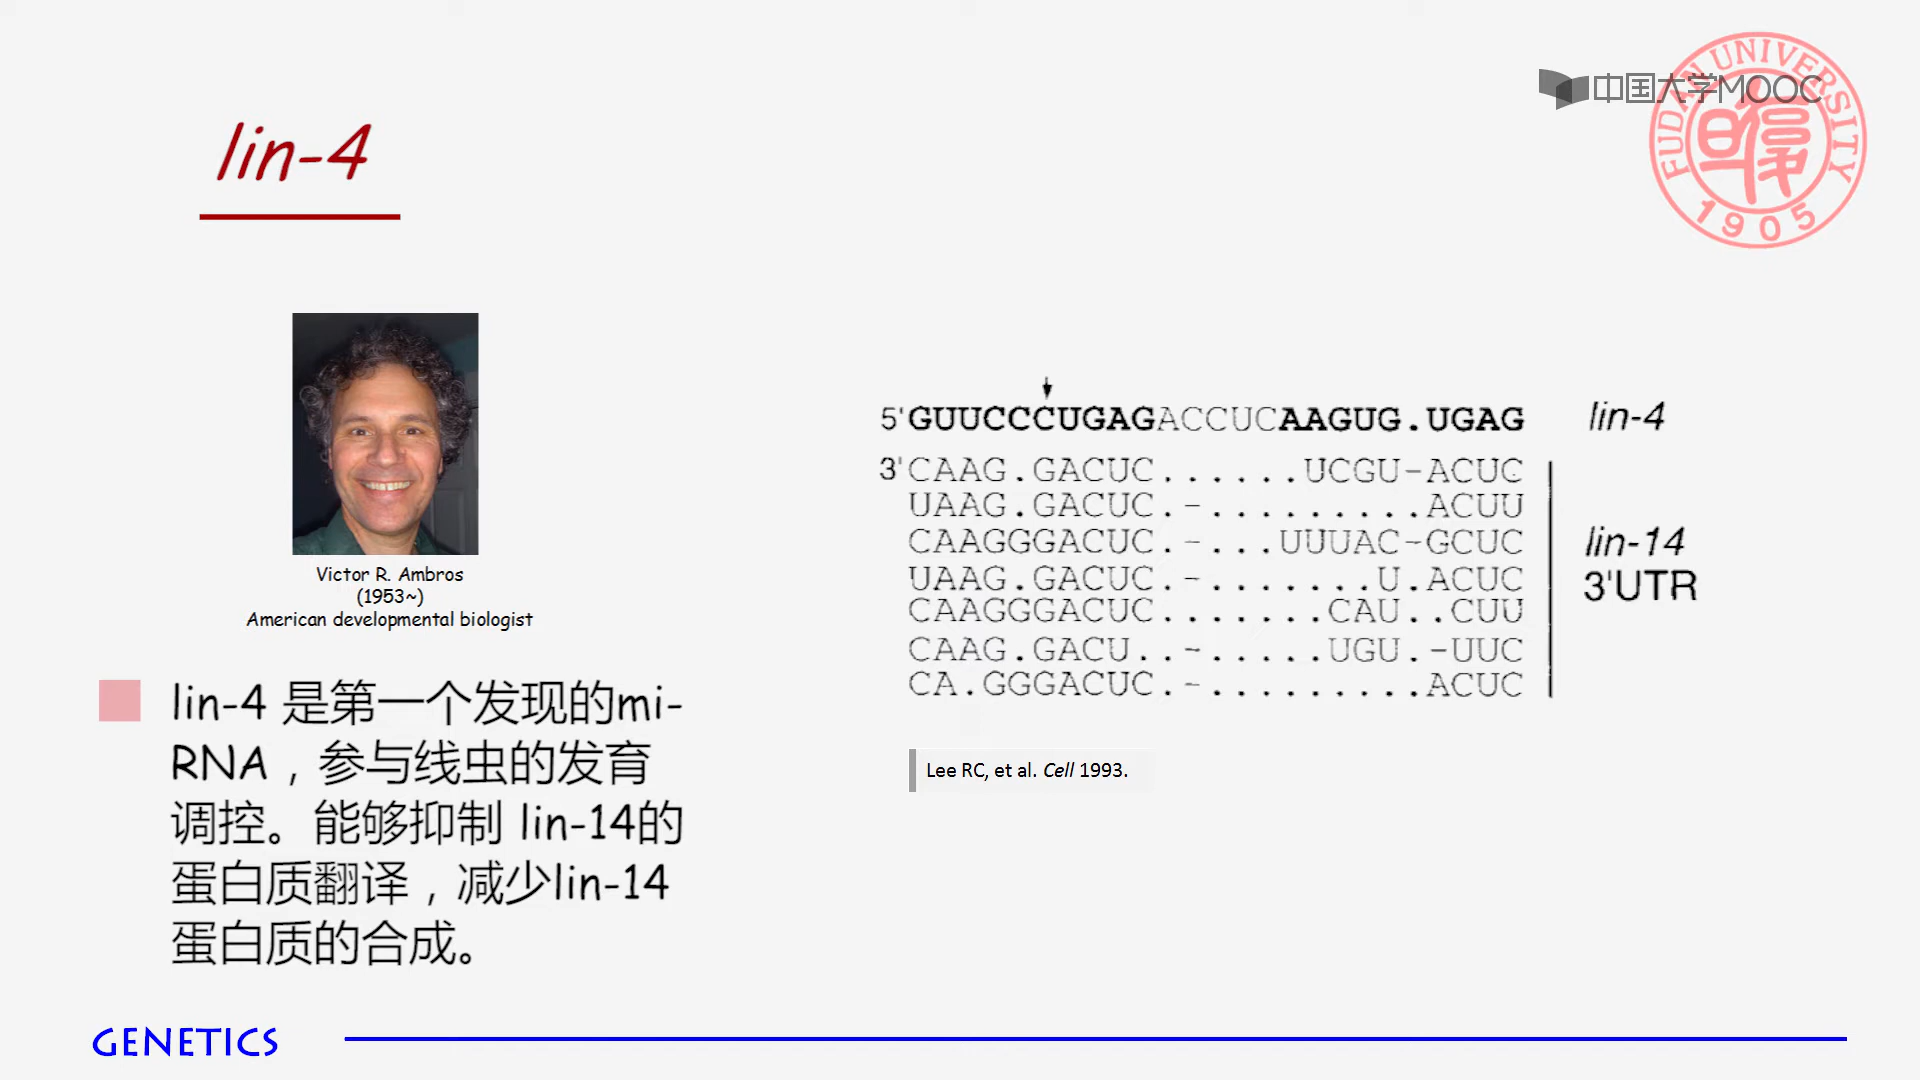 中国大学MOOC
FUDAN UNIVERSITY
1905
lin-4
Victor R. Ambros
(1953~)
American developmental biologist
lin-4 是第一个发现的mi-
RNA，参与线虫的发育
调控。能够抑制 lin-14的
蛋白质翻译，减少lin-14
蛋白质的合成。
5'GUUCCCUGAGACCUCAAGUG.UGAG lin-4
3'CAAG.GACUC......UCGU-ACUC
UAAG.GACUC.-.........ACUU
CAAGGGACUC.-...UUUAC-GCUC
UAAG.GACUC.-.......U.ACUC
CAAGGGACUC.......CAU..CUU
CAAG.GACU..-.....UGU.-UUC
CA.GGGACUC.-.........ACUC
lin-14
3'UTR
Lee RC, et al. Cell 1993.
GENETICS